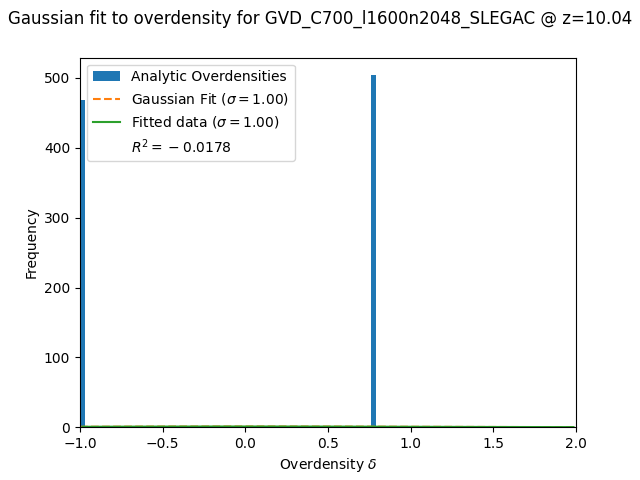 Gaussian fit to overdensity for GVD_C700_l1600n2048_SLEGAC @ z=10.04
Analytic Overdensities
Gaussian Fit (σ = 1.00)
Fitted data (σ = 1.00)
R² = −0.0178
500
400
300
200
100
0
Frequency
−1.0 −0.5 0.0 0.5 1.0 1.5 2.0
Overdensity δ